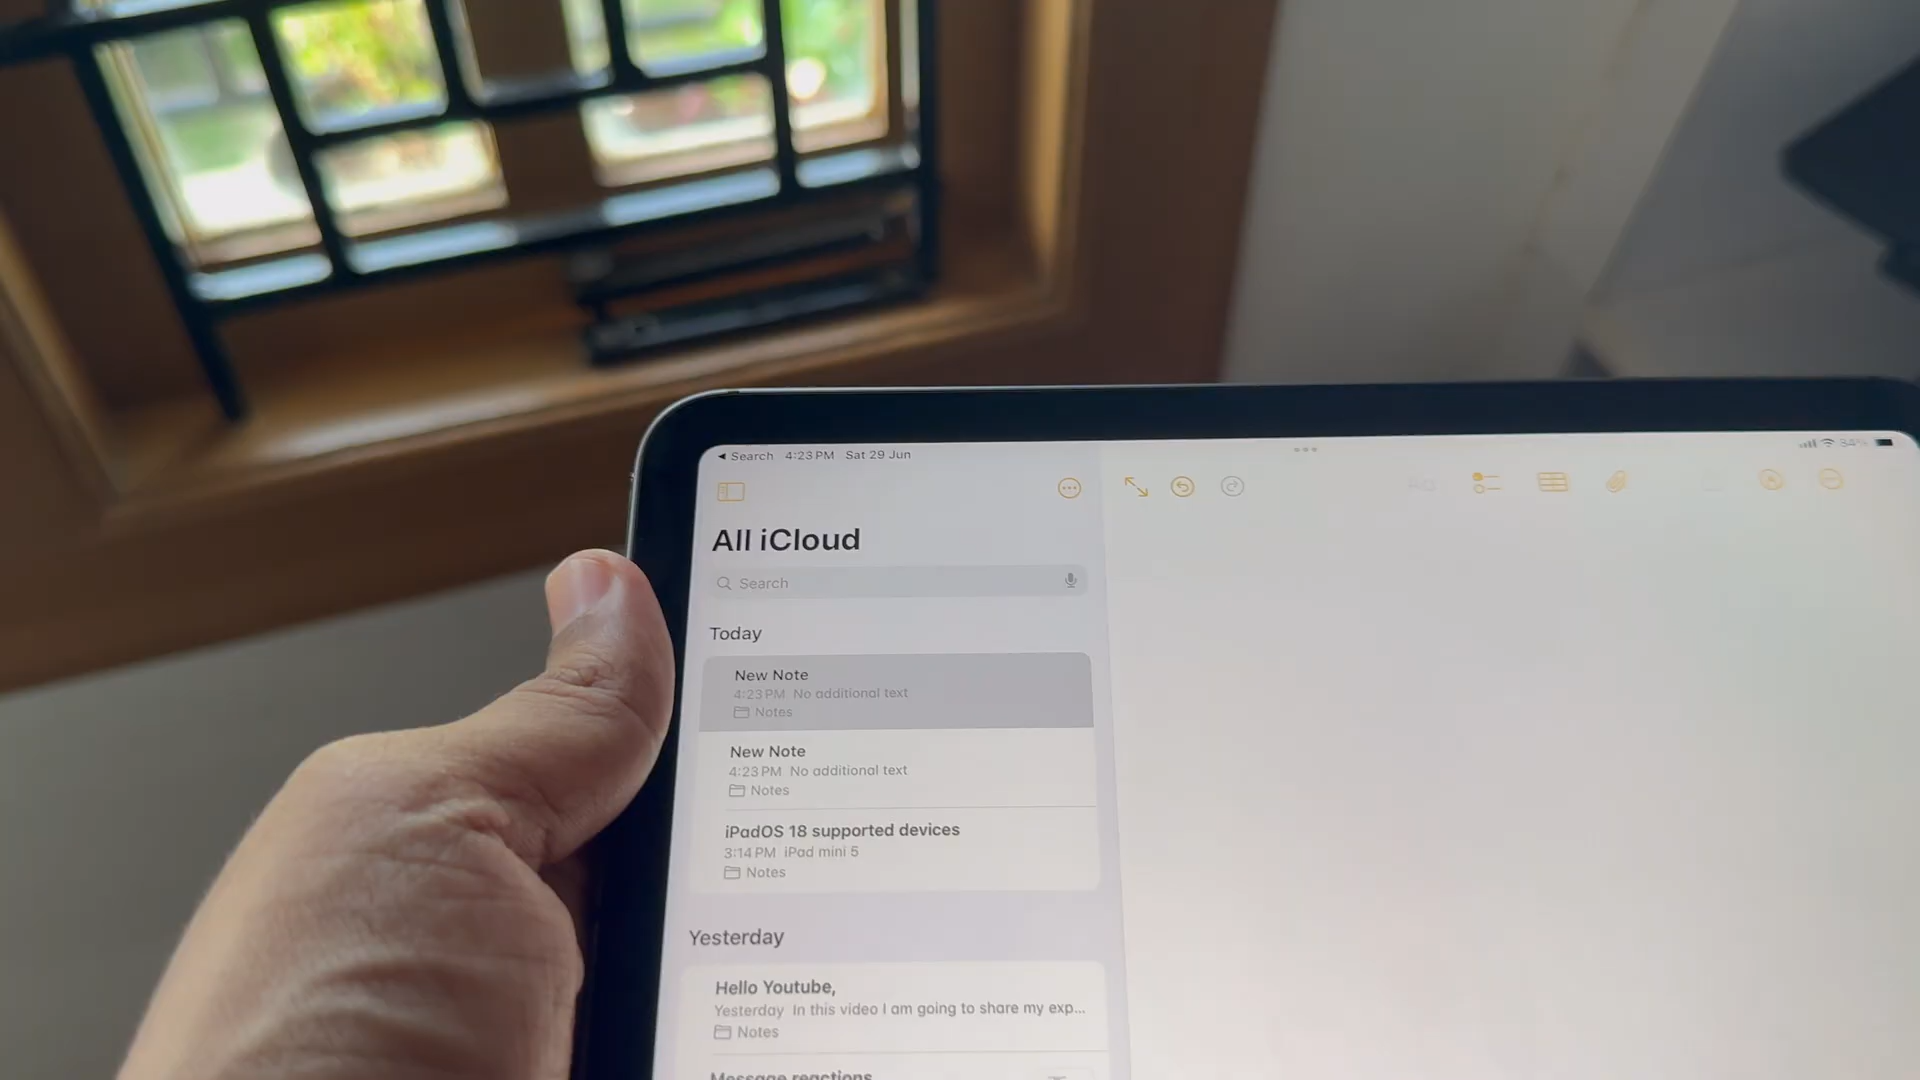 ◀ Search 4:23 PM Sat 29 Jun
34%
All iCloud
Search
Today
New Note
4:23 PM No additional text
Notes
New Note
4:23 PM No additional text
Notes
iPadOS 18 supported devices
3:14 PM iPad mini 5
Notes
Yesterday
Hello Youtube,
Yesterday In this video I am going to share my exp...
Notes
Message reactions